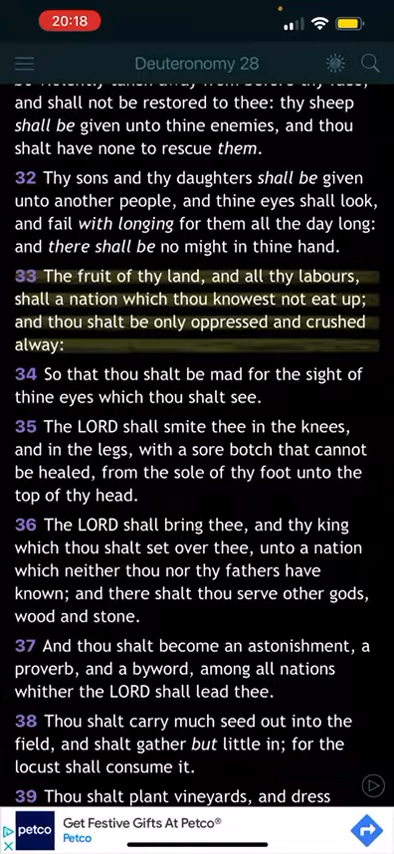 20:18
Deuteronomy 28
be violently taken away from before thy face,
and shall not be restored to thee: thy sheep
shall be given unto thine enemies, and thou
shalt have none to rescue them.
32 Thy sons and thy daughters shall be given
unto another people, and thine eyes shall look,
and fail with longing for them all the day long:
and there shall be no might in thine hand.
33 The fruit of thy land, and all thy labours,
shall a nation which thou knowest not eat up;
and thou shalt be only oppressed and crushed
alway:
34 So that thou shalt be mad for the sight of
thine eyes which thou shalt see.
35 The LORD shall smite thee in the knees,
and in the legs, with a sore botch that cannot
be healed, from the sole of thy foot unto the
top of thy head.
36 The LORD shall bring thee, and thy king
which thou shalt set over thee, unto a nation
which neither thou nor thy fathers have
known; and there shalt thou serve other gods,
wood and stone.
37 And thou shalt become an astonishment, a
proverb, and a byword, among all nations
whither the LORD shall lead thee.
38 Thou shalt carry much seed out into the
field, and shalt gather but little in; for the
locust shall consume it.
39 Thou shalt plant vineyards, and dress
petco
Get Festive Gifts At Petco®
Petco